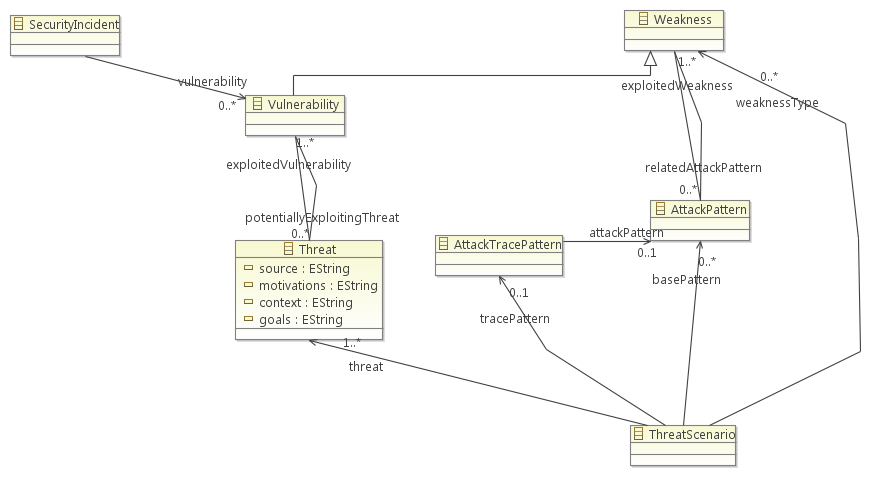 SecurityIncident
Weakness
1..*
0..*
vulnerability
exploitedWeakness
0..*
Vulnerability
weaknessType
1..*
exploitedVulnerability
relatedAttackPattern
0..*
AttackPattern
potentiallyExploitingThreat
0..*
attackPattern
Threat
AttackTracePattern
0..1
source : EString
0..*
motivations : EString
basePattern
context : EString
0..1
goals : EString
tracePattern
1..*
threat
ThreatScenario